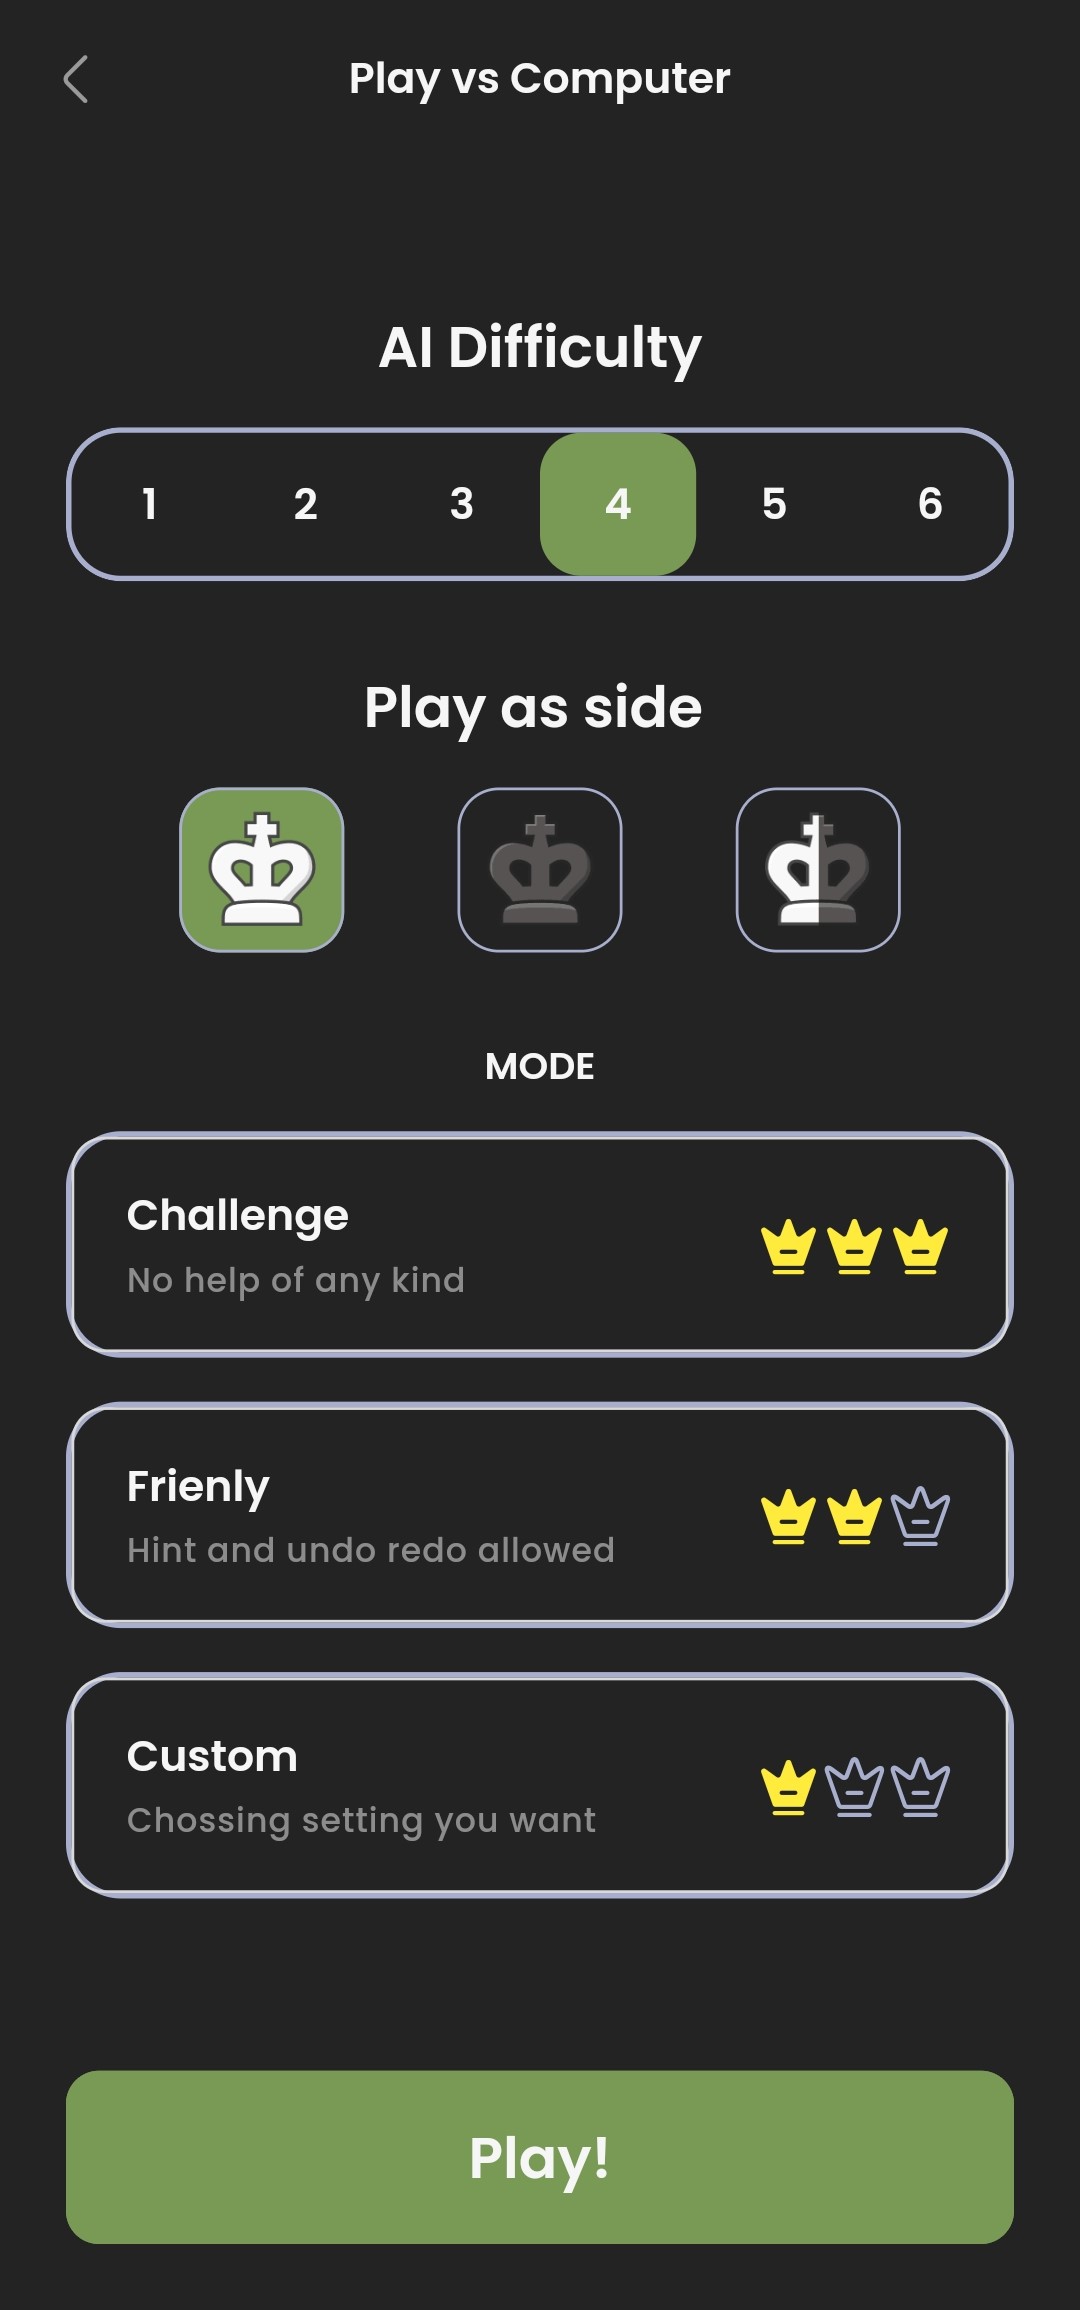 Play vs Computer
AI Difficulty
1 2 3 4 5 6
Play as side
MODE
Challenge
No help of any kind
Frienly
Hint and undo redo allowed
Custom
Chossing setting you want
Play!